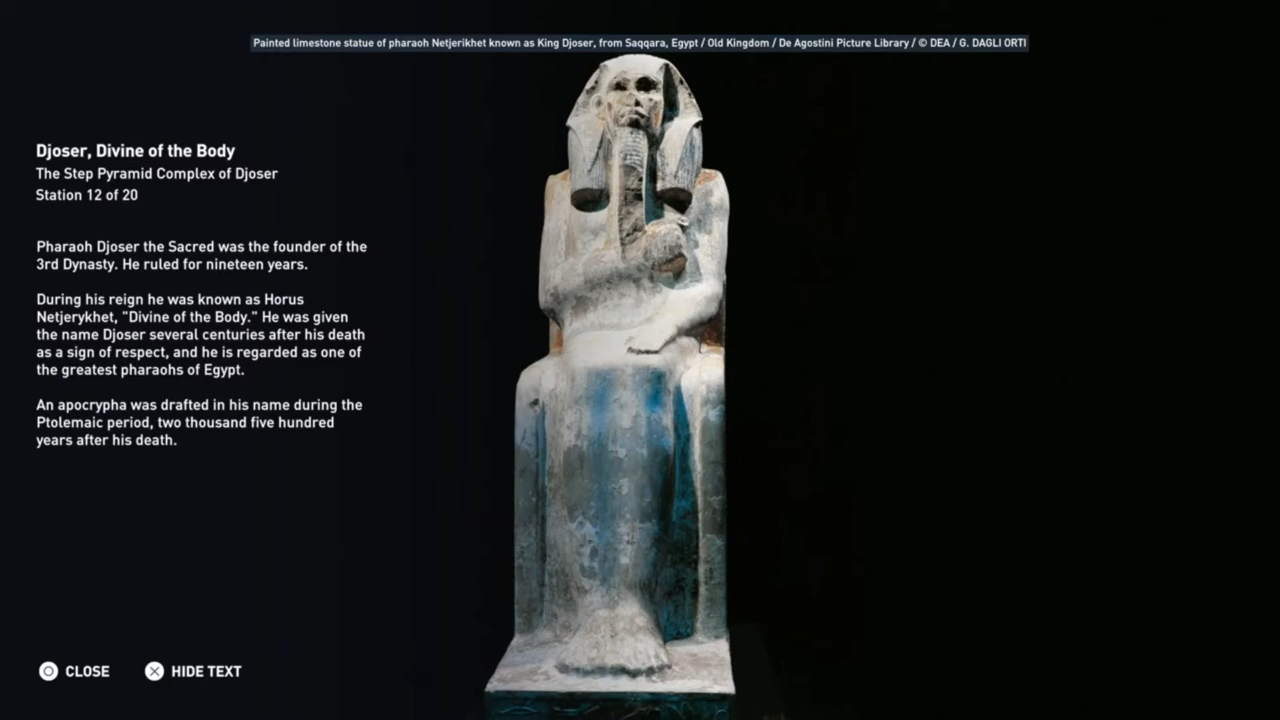 Painted limestone statue of pharaoh Netjerikhet known as King Djoser, from Saqqara, Egypt / Old Kingdom / De Agostini Picture Library / © DEA / G. DAGLI ORTI
Djoser, Divine of the Body
The Step Pyramid Complex of Djoser
Station 12 of 20
Pharaoh Djoser the Sacred was the founder of the
3rd Dynasty. He ruled for nineteen years.
During his reign he was known as Horus
Netjerykhet, "Divine of the Body." He was given
the name Djoser several centuries after his death
as a sign of respect, and he is regarded as one of
the greatest pharaohs of Egypt.
An apocrypha was drafted in his name during the
Ptolemaic period, two thousand five hundred
years after his death.
CLOSE
HIDE TEXT